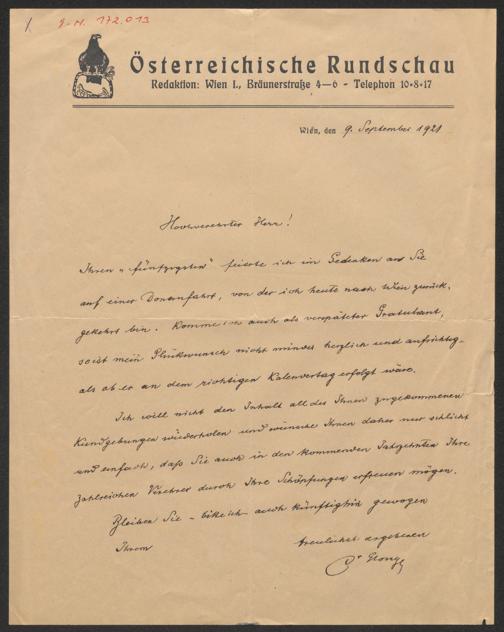 J.N. 172.013
Österreichische Rundschau
Redaktion: Wien I., Bräunerstraße 4—6 - Telephon 10-8-17
Wien, den 9. September 1921
Hochverehrter Herr!
Ihren „fünfzigsten" feierte ich im Gedenken an Sie
auf einer Donaufahrt, von der ich heute nach Wien zurück-
gekehrt bin. Komme ich auch als verspäteter Gratulant,
so ist mein Glückwunsch nicht minder herzlich und aufrichtig
als ob er an dem richtigen Kalendertag erfolgt wäre.
Ich will nicht den Inhalt all des Ihnen zugekommenen
Kundgebungen wiederholen und wünsche Ihnen daher nur schlicht
und einfach, daß Sie auch in den kommenden Jahrzehnten Ihre
zahlreichen Verehrer durch Ihre Schöpfungen erfreuen mögen.
Bleiben Sie – bitte ich – auch künftighin gewogen
Ihrem
treulichst ergebenen